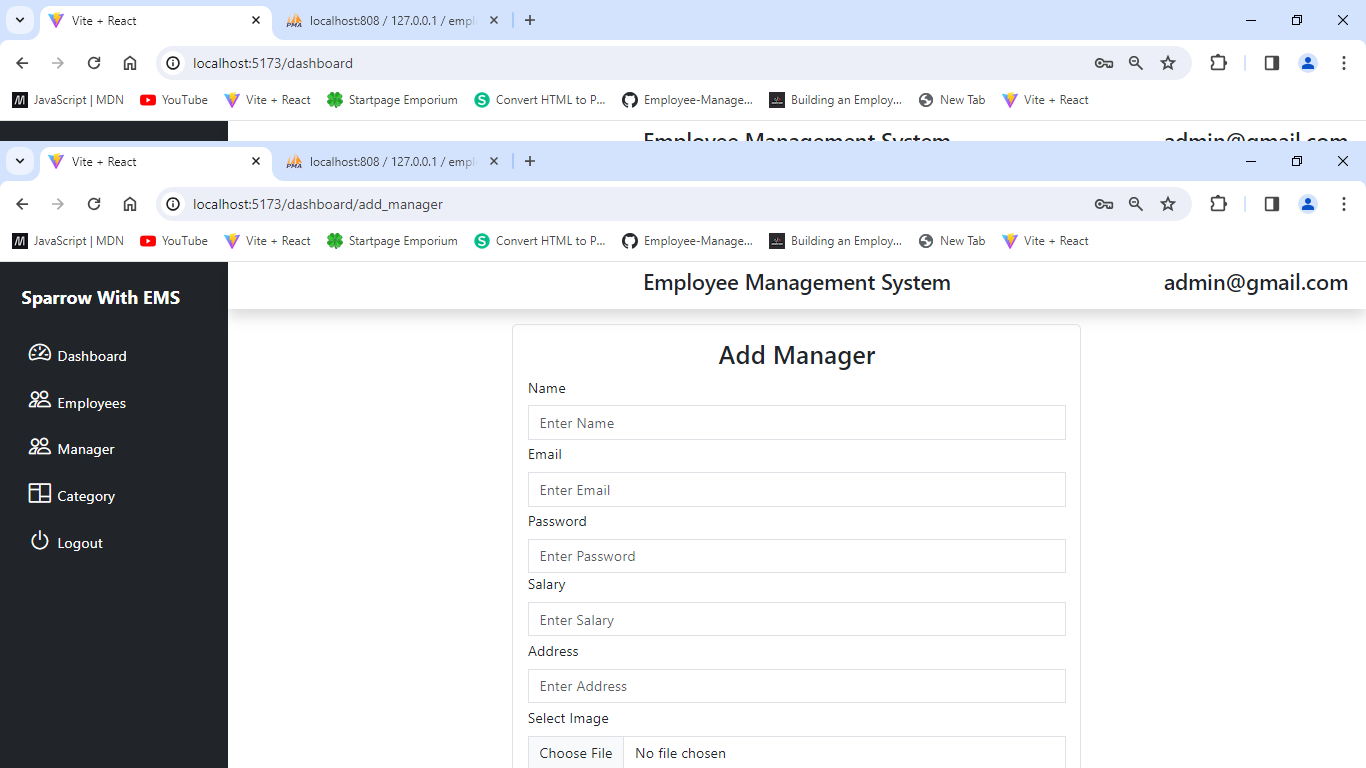 Vite + React
localhost:808 / 127.0.0.1 / empl
localhost:5173/dashboard
JavaScript | MDN
YouTube
Vite + React
Startpage Emporium
Convert HTML to P...
Employee-Manage...
Building an Employ...
New Tab
Vite + React
Employee Management System
admin@gmail.com
Vite + React
localhost:808 / 127.0.0.1 / empl
localhost:5173/dashboard/add_manager
JavaScript | MDN
YouTube
Vite + React
Startpage Emporium
Convert HTML to P...
Employee-Manage...
Building an Employ...
New Tab
Vite + React
Employee Management System
admin@gmail.com
Sparrow With EMS
Dashboard
Employees
Manager
Category
Logout
Add Manager
Name
Enter Name
Email
Enter Email
Password
Enter Password
Salary
Enter Salary
Address
Enter Address
Select Image
Choose File No file chosen